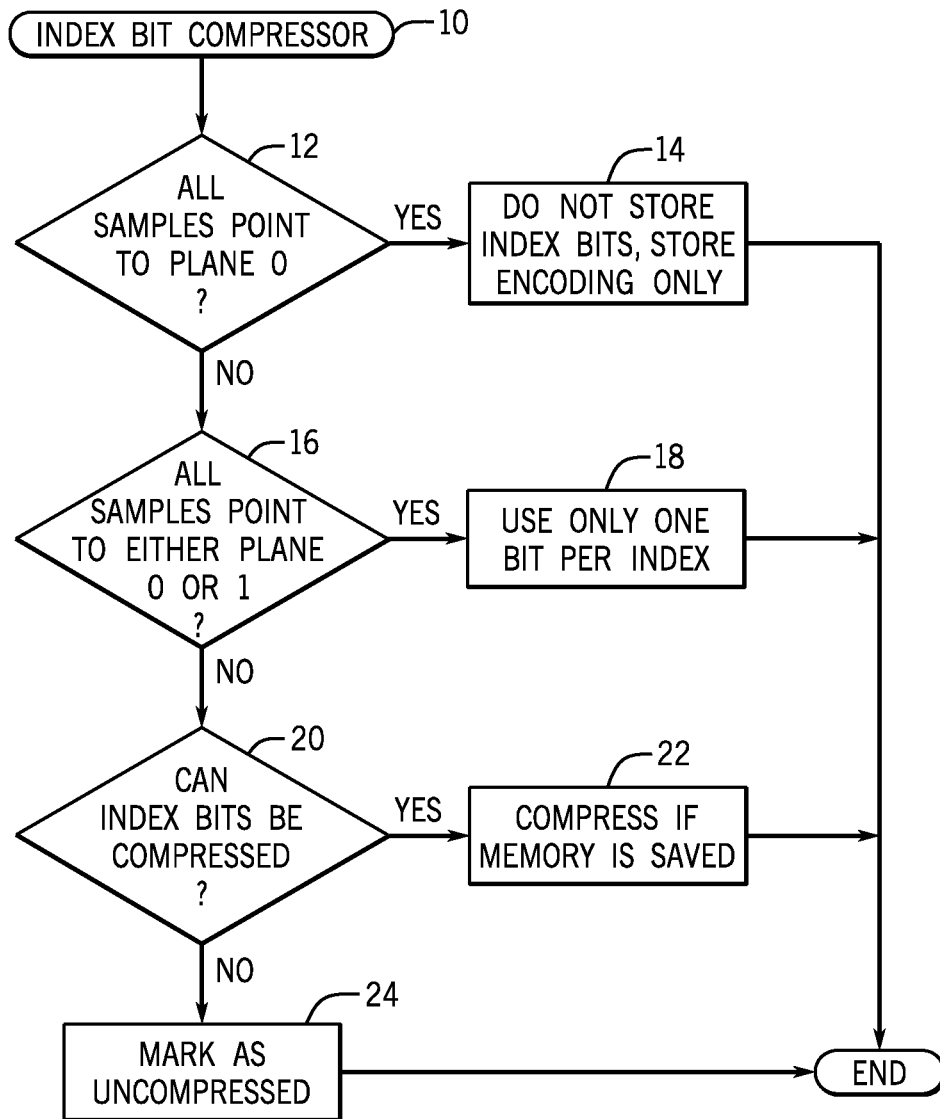 INDEX BIT COMPRESSOR
10
12
ALL
SAMPLES POINT
TO PLANE 0
?
YES
14
DO NOT STORE
INDEX BITS, STORE
ENCODING ONLY
NO
16
ALL
SAMPLES POINT
TO EITHER PLANE
0 OR 1
?
YES
18
USE ONLY ONE
BIT PER INDEX
NO
20
CAN
INDEX BITS BE
COMPRESSED
?
YES
22
COMPRESS IF
MEMORY IS SAVED
NO
24
MARK AS
UNCOMPRESSED
END